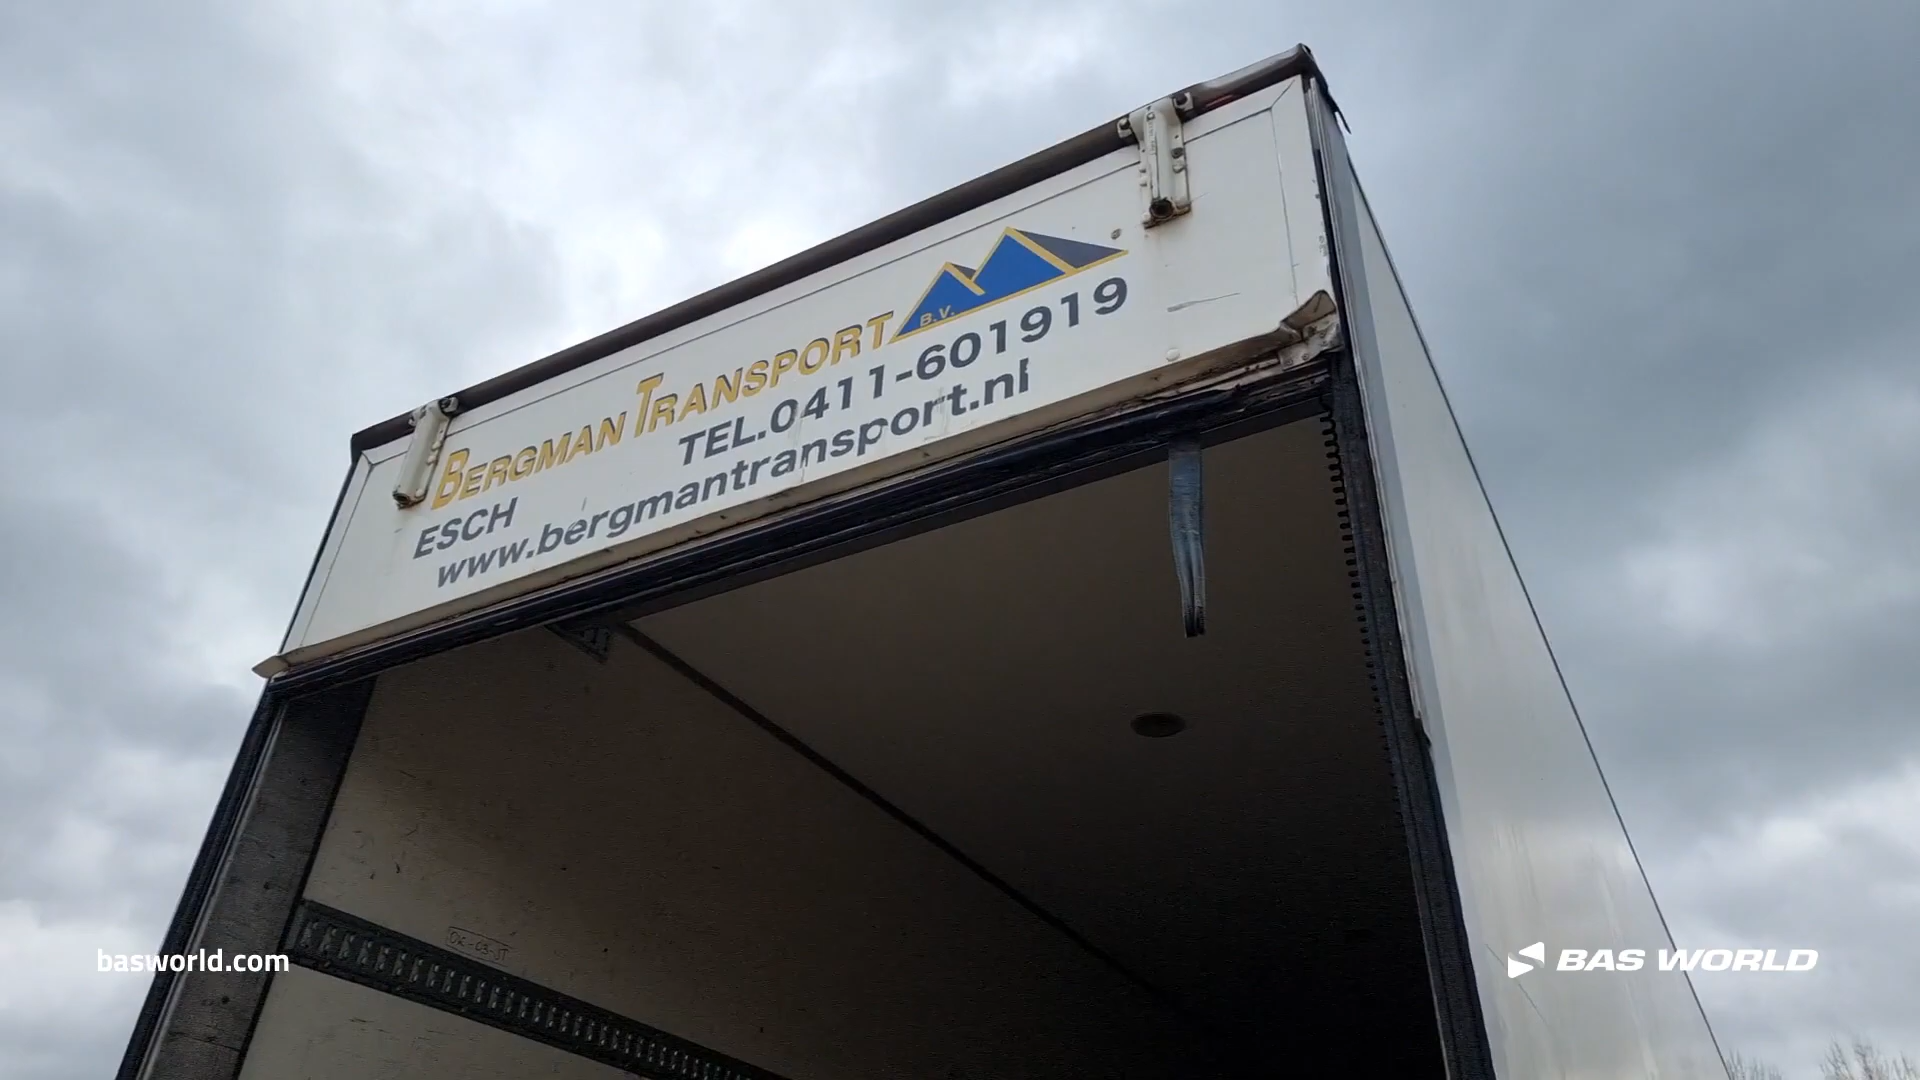 BERGMAN TRANSPORT B.V.
ESCH TEL.0411-601919
www.bergmantransport.nl
basworld.com
BAS WORLD